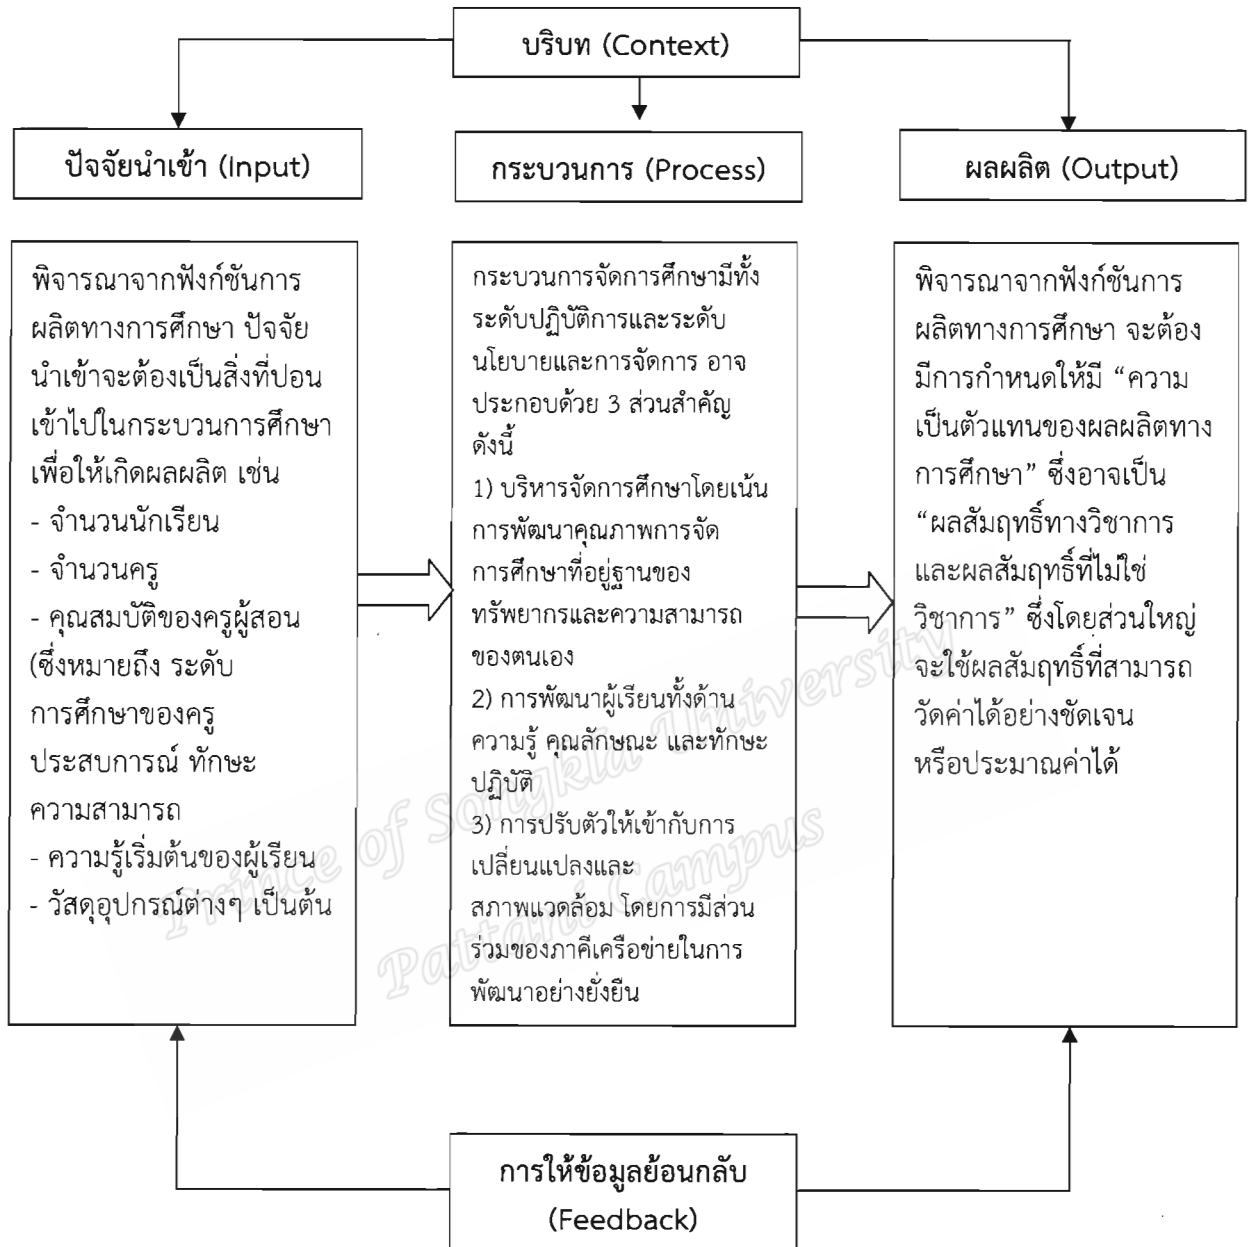 บริบท (Context)
ปัจจัยนำเข้า (Input)
กระบวนการ (Process)
ผลผลิต (Output)
พิจารณาจากฟังก์ชันการ
ผลิตทางการศึกษา ปัจจัย
นำเข้าจะต้องเป็นสิ่งที่ปอน
เข้าไปในกระบวนการศึกษา
เพื่อให้เกิดผลผลิต เช่น
- จำนวนนักเรียน
- จำนวนครู
- คุณสมบัติของครูผู้สอน
(ซึ่งหมายถึง ระดับ
การศึกษาของครู
ประสบการณ์ ทักษะ
ความสามารถ
- ความรู้เริ่มต้นของผู้เรียน
- วัสดุอุปกรณ์ต่างๆ เป็นต้น
กระบวนการจัดการศึกษามีทั้ง
ระดับปฏิบัติการและระดับ
นโยบายและการจัดการ อาจ
ประกอบด้วย 3 ส่วนสำคัญ
ดังนี้
1) บริหารจัดการศึกษาโดยเน้น
การพัฒนาคุณภาพการจัด
การศึกษาที่อยู่ฐานของ
ทรัพยากรและความสามารถ
ของตนเอง
2) การพัฒนาผู้เรียนทั้งด้าน
ความรู้ คุณลักษณะ และทักษะ
ปฏิบัติ
3) การปรับตัวให้เข้ากับการ
เปลี่ยนแปลงและ
สภาพแวดล้อม โดยการมีส่วน
ร่วมของภาคีเครือข่ายในการ
พัฒนาอย่างยั่งยืน
พิจารณาจากฟังก์ชันการ
ผลิตทางการศึกษา จะต้อง
มีการกำหนดให้มี “ความ
เป็นตัวแทนของผลผลิตทาง
การศึกษา” ซึ่งอาจเป็น
“ผลสัมฤทธิ์ทางวิชาการ
และผลสัมฤทธิ์ที่ไม่ใช่
วิชาการ” ซึ่งโดยส่วนใหญ่
จะใช้ผลสัมฤทธิ์ที่สามารถ
วัดค่าได้อย่างชัดเจน
หรือประมาณค่าได้
การให้ข้อมูลย้อนกลับ
(Feedback)
Prince of Songkla University
Pattani Campus